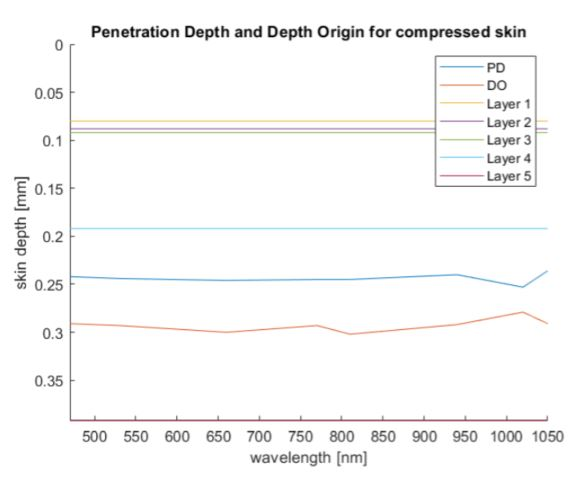 Penetration Depth and Depth Origin for compressed skin
0
0.05
0.1
0.15
0.2
0.25
0.3
0.35
skin depth [mm]
PD
DO
Layer 1
Layer 2
Layer 3
Layer 4
Layer 5
500 550 600 650 700 750 800 850 900 950 1000 1050
wavelength [nm]